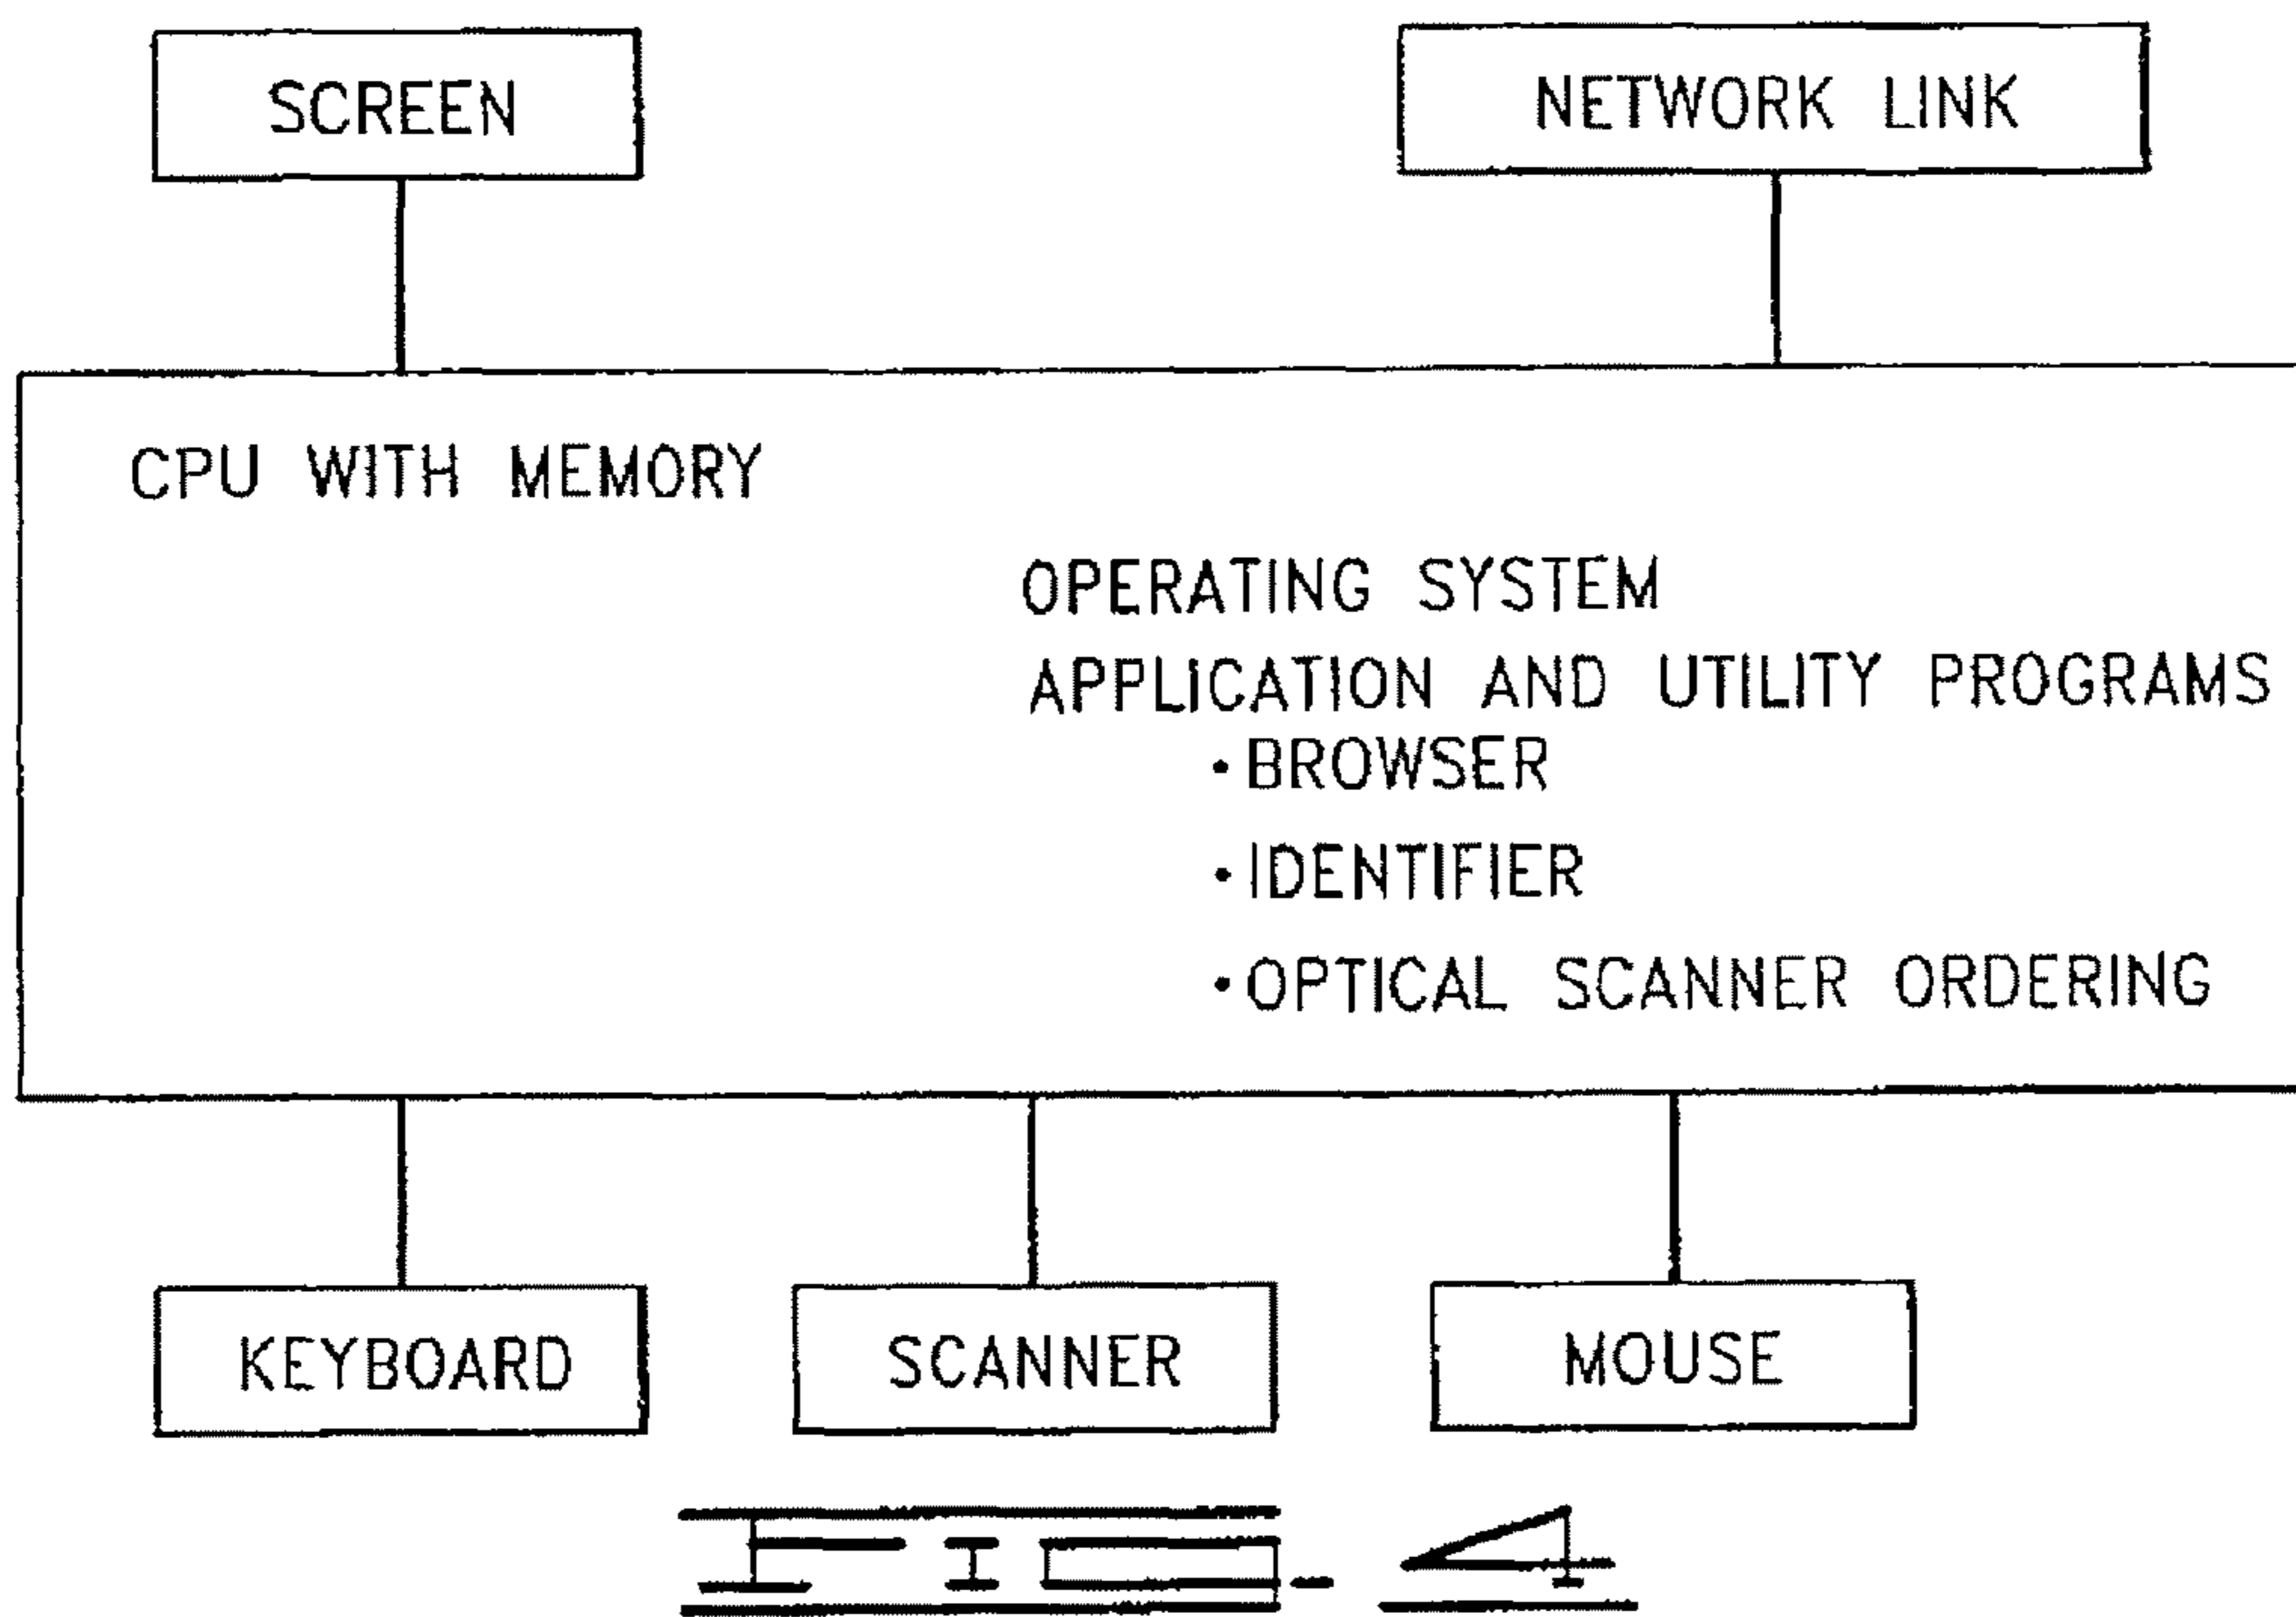 SCREEN
NETWORK LINK
CPU WITH MEMORY
OPERATING SYSTEM
APPLICATION AND UTILITY PROGRAMS
• BROWSER
• IDENTIFIER
• OPTICAL SCANNER ORDERING
KEYBOARD
SCANNER
MOUSE
FIG- 4